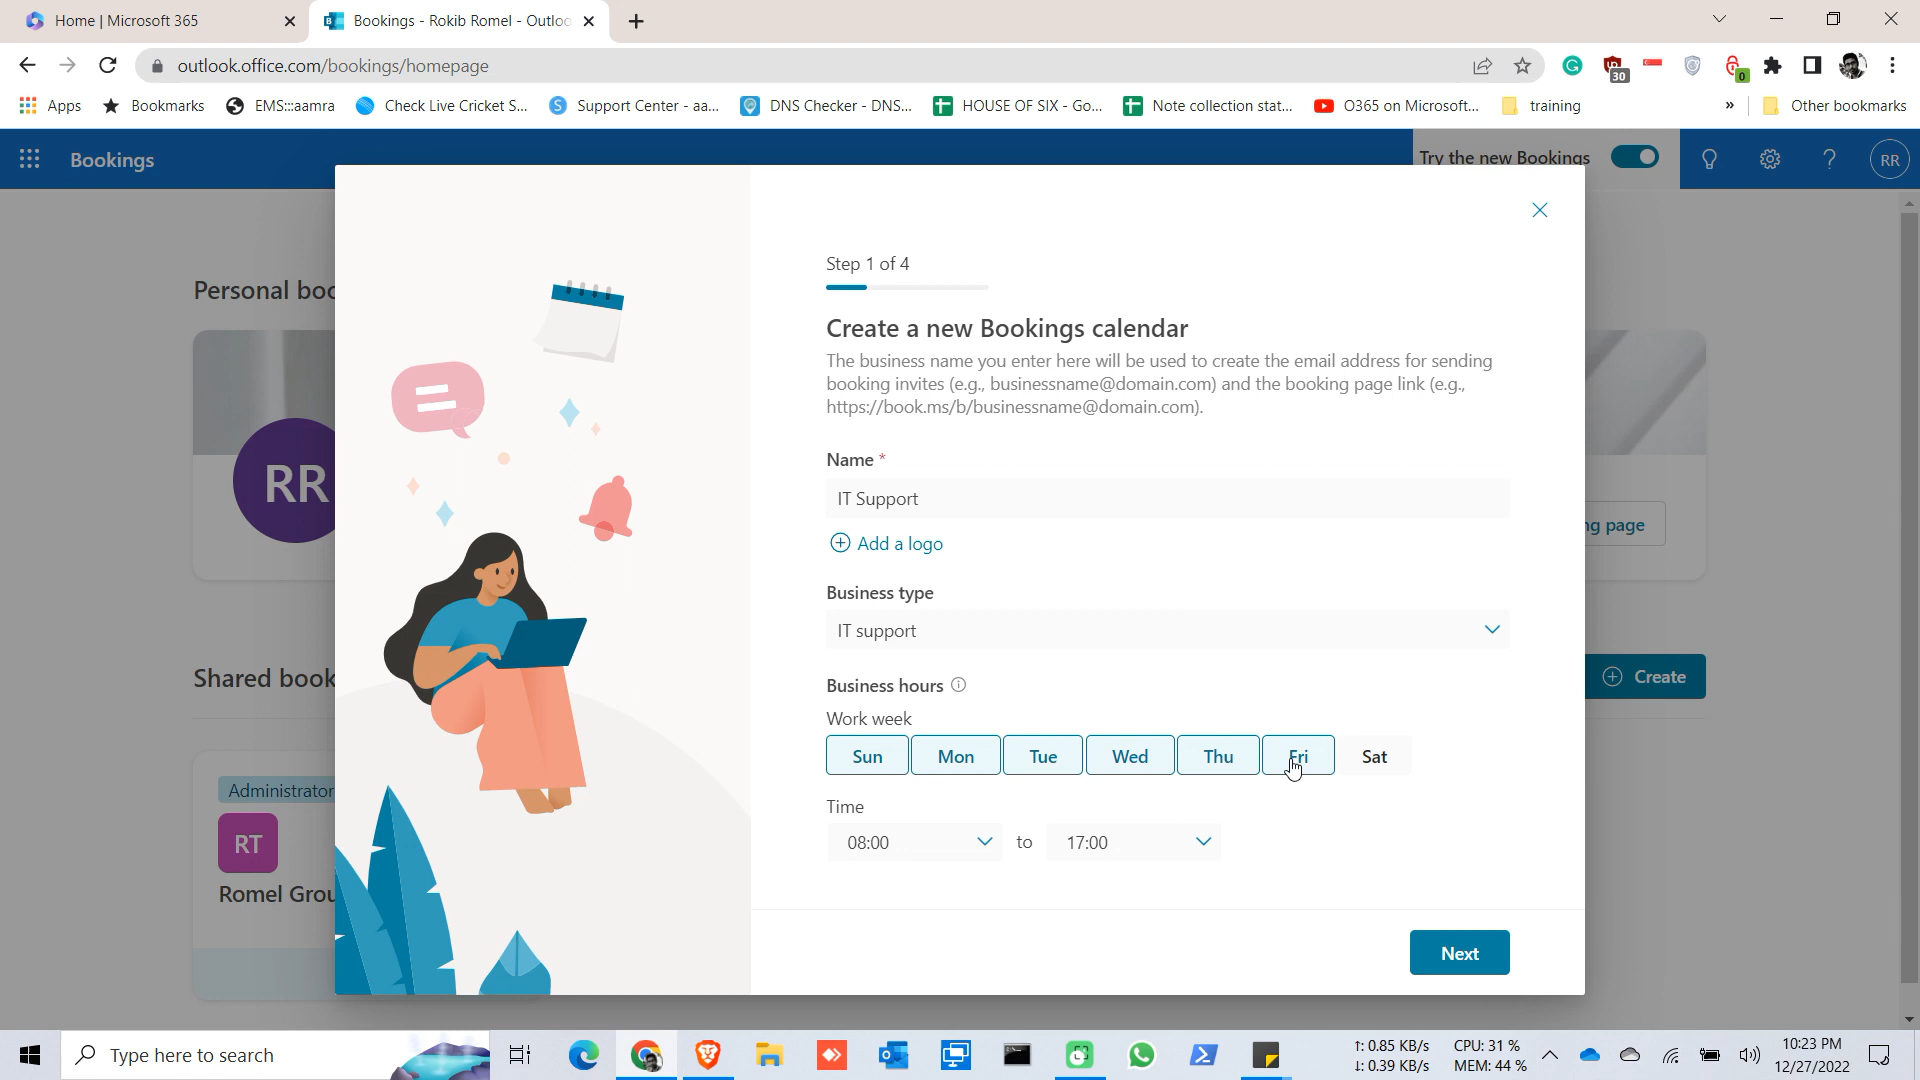 Home | Microsoft 365
Bookings - Rokib Romel - Outloo
outlook.office.com/bookings/homepage
30
0
Apps
Bookmarks
EMS:::aamra
Check Live Cricket S...
Support Center - aa...
DNS Checker - DNS...
HOUSE OF SIX - Go...
Note collection stat...
O365 on Microsoft...
training
»
Other bookmarks
Bookings
Try the new Bookings
?
RR
Step 1 of 4
Create a new Bookings calendar
The business name you enter here will be used to create the email address for sending
booking invites (e.g., businessname@domain.com) and the booking page link (e.g.,
https://book.ms/b/businessname@domain.com).
Personal boo
RR
Name *
IT Support
Add a logo
ng page
Business type
IT support
Shared book
Create
Business hours
Work week
Sun Mon Tue Wed Thu Fri Sat
Administrator
RT
Romel Grou
Time
08:00 to 17:00
Next
Type here to search
↑: 0.85 KB/s
↓: 0.39 KB/s
CPU: 31 %
MEM: 44 %
10:23 PM
12/27/2022